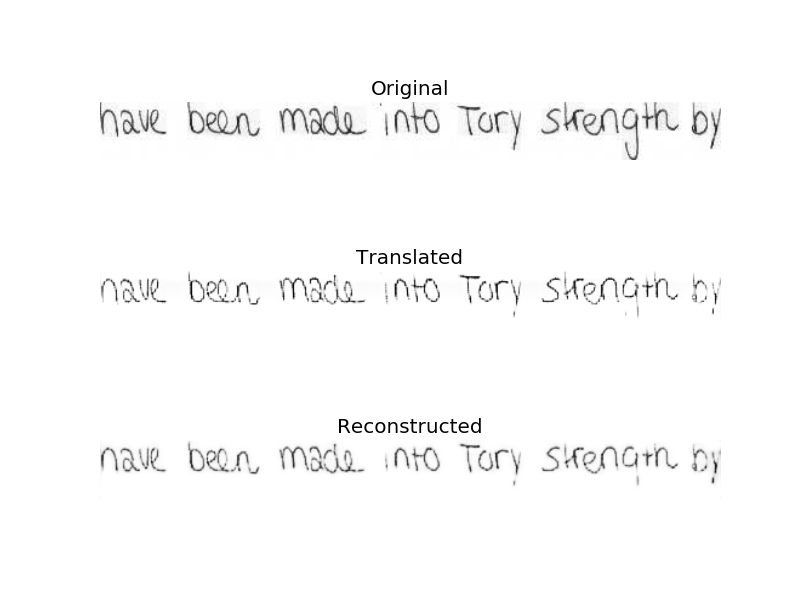 Original
have been made into Tory strength by
Translated
have been made into Tory strength by
Reconstructed
have been made into Tory strength by